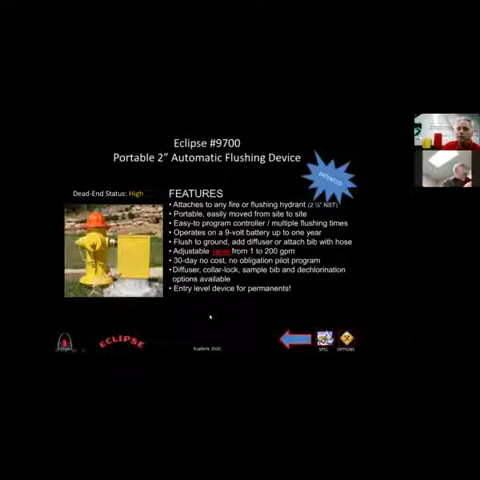 Eclipse #9700
Portable 2" Automatic Flushing Device
PATENTED
Dead-End Status: High
FEATURES
• Attaches to any fire or flushing hydrant (2 ½" NST)
• Portable, easily moved from site to site
• Easy-to program controller / multiple flushing times
• Operates on a 9-volt battery up to one year
• Flush to ground, add diffuser or attach bib with hose
• Adjustable from 1 to 200 gpm
• 30-day no cost, no obligation pilot program
• Diffuser, collar-lock, sample bib and dechlorination
options available
• Entry level device for permanents!
ECLIPSE
Kupferle 2020
SPEC
OPTIONS